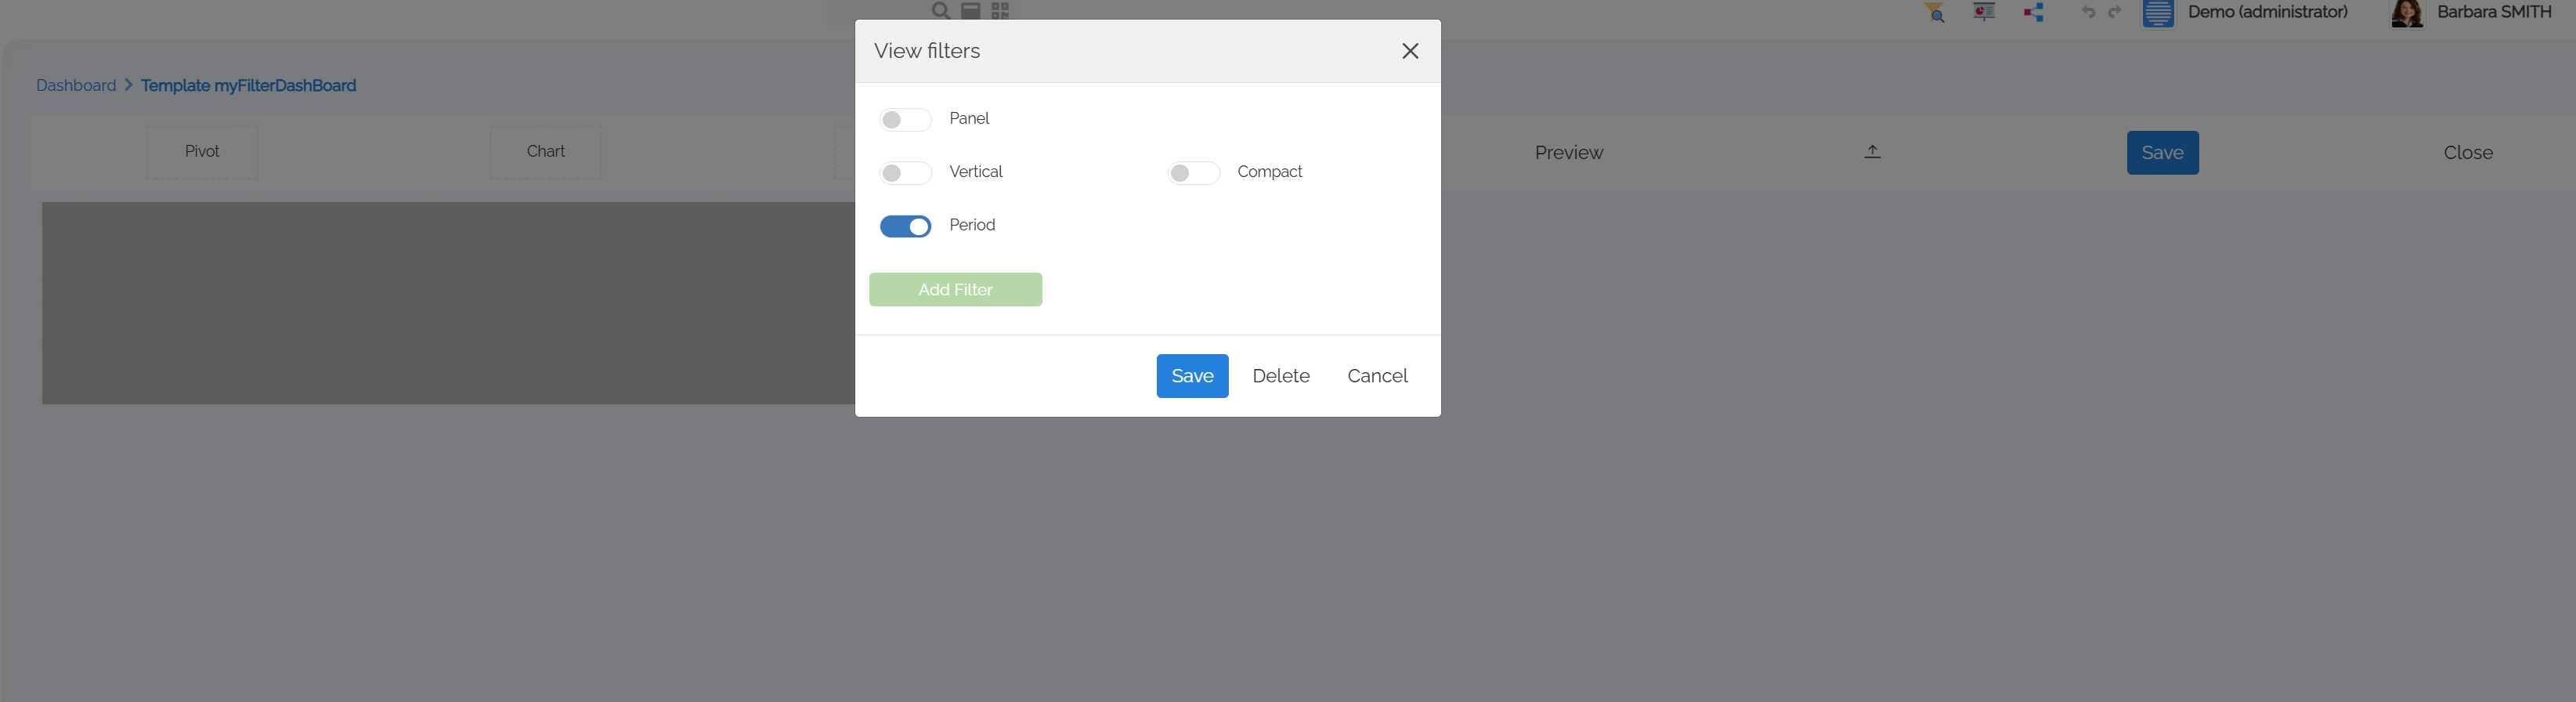 Demo (administrator)
Barbara SMITH
View filters
Dashboard
Template myFilterDashBoard
Panel
Pivot
Chart
Preview
Save
Close
Vertical
Compact
Period
Add Filter
Save
Delete
Cancel